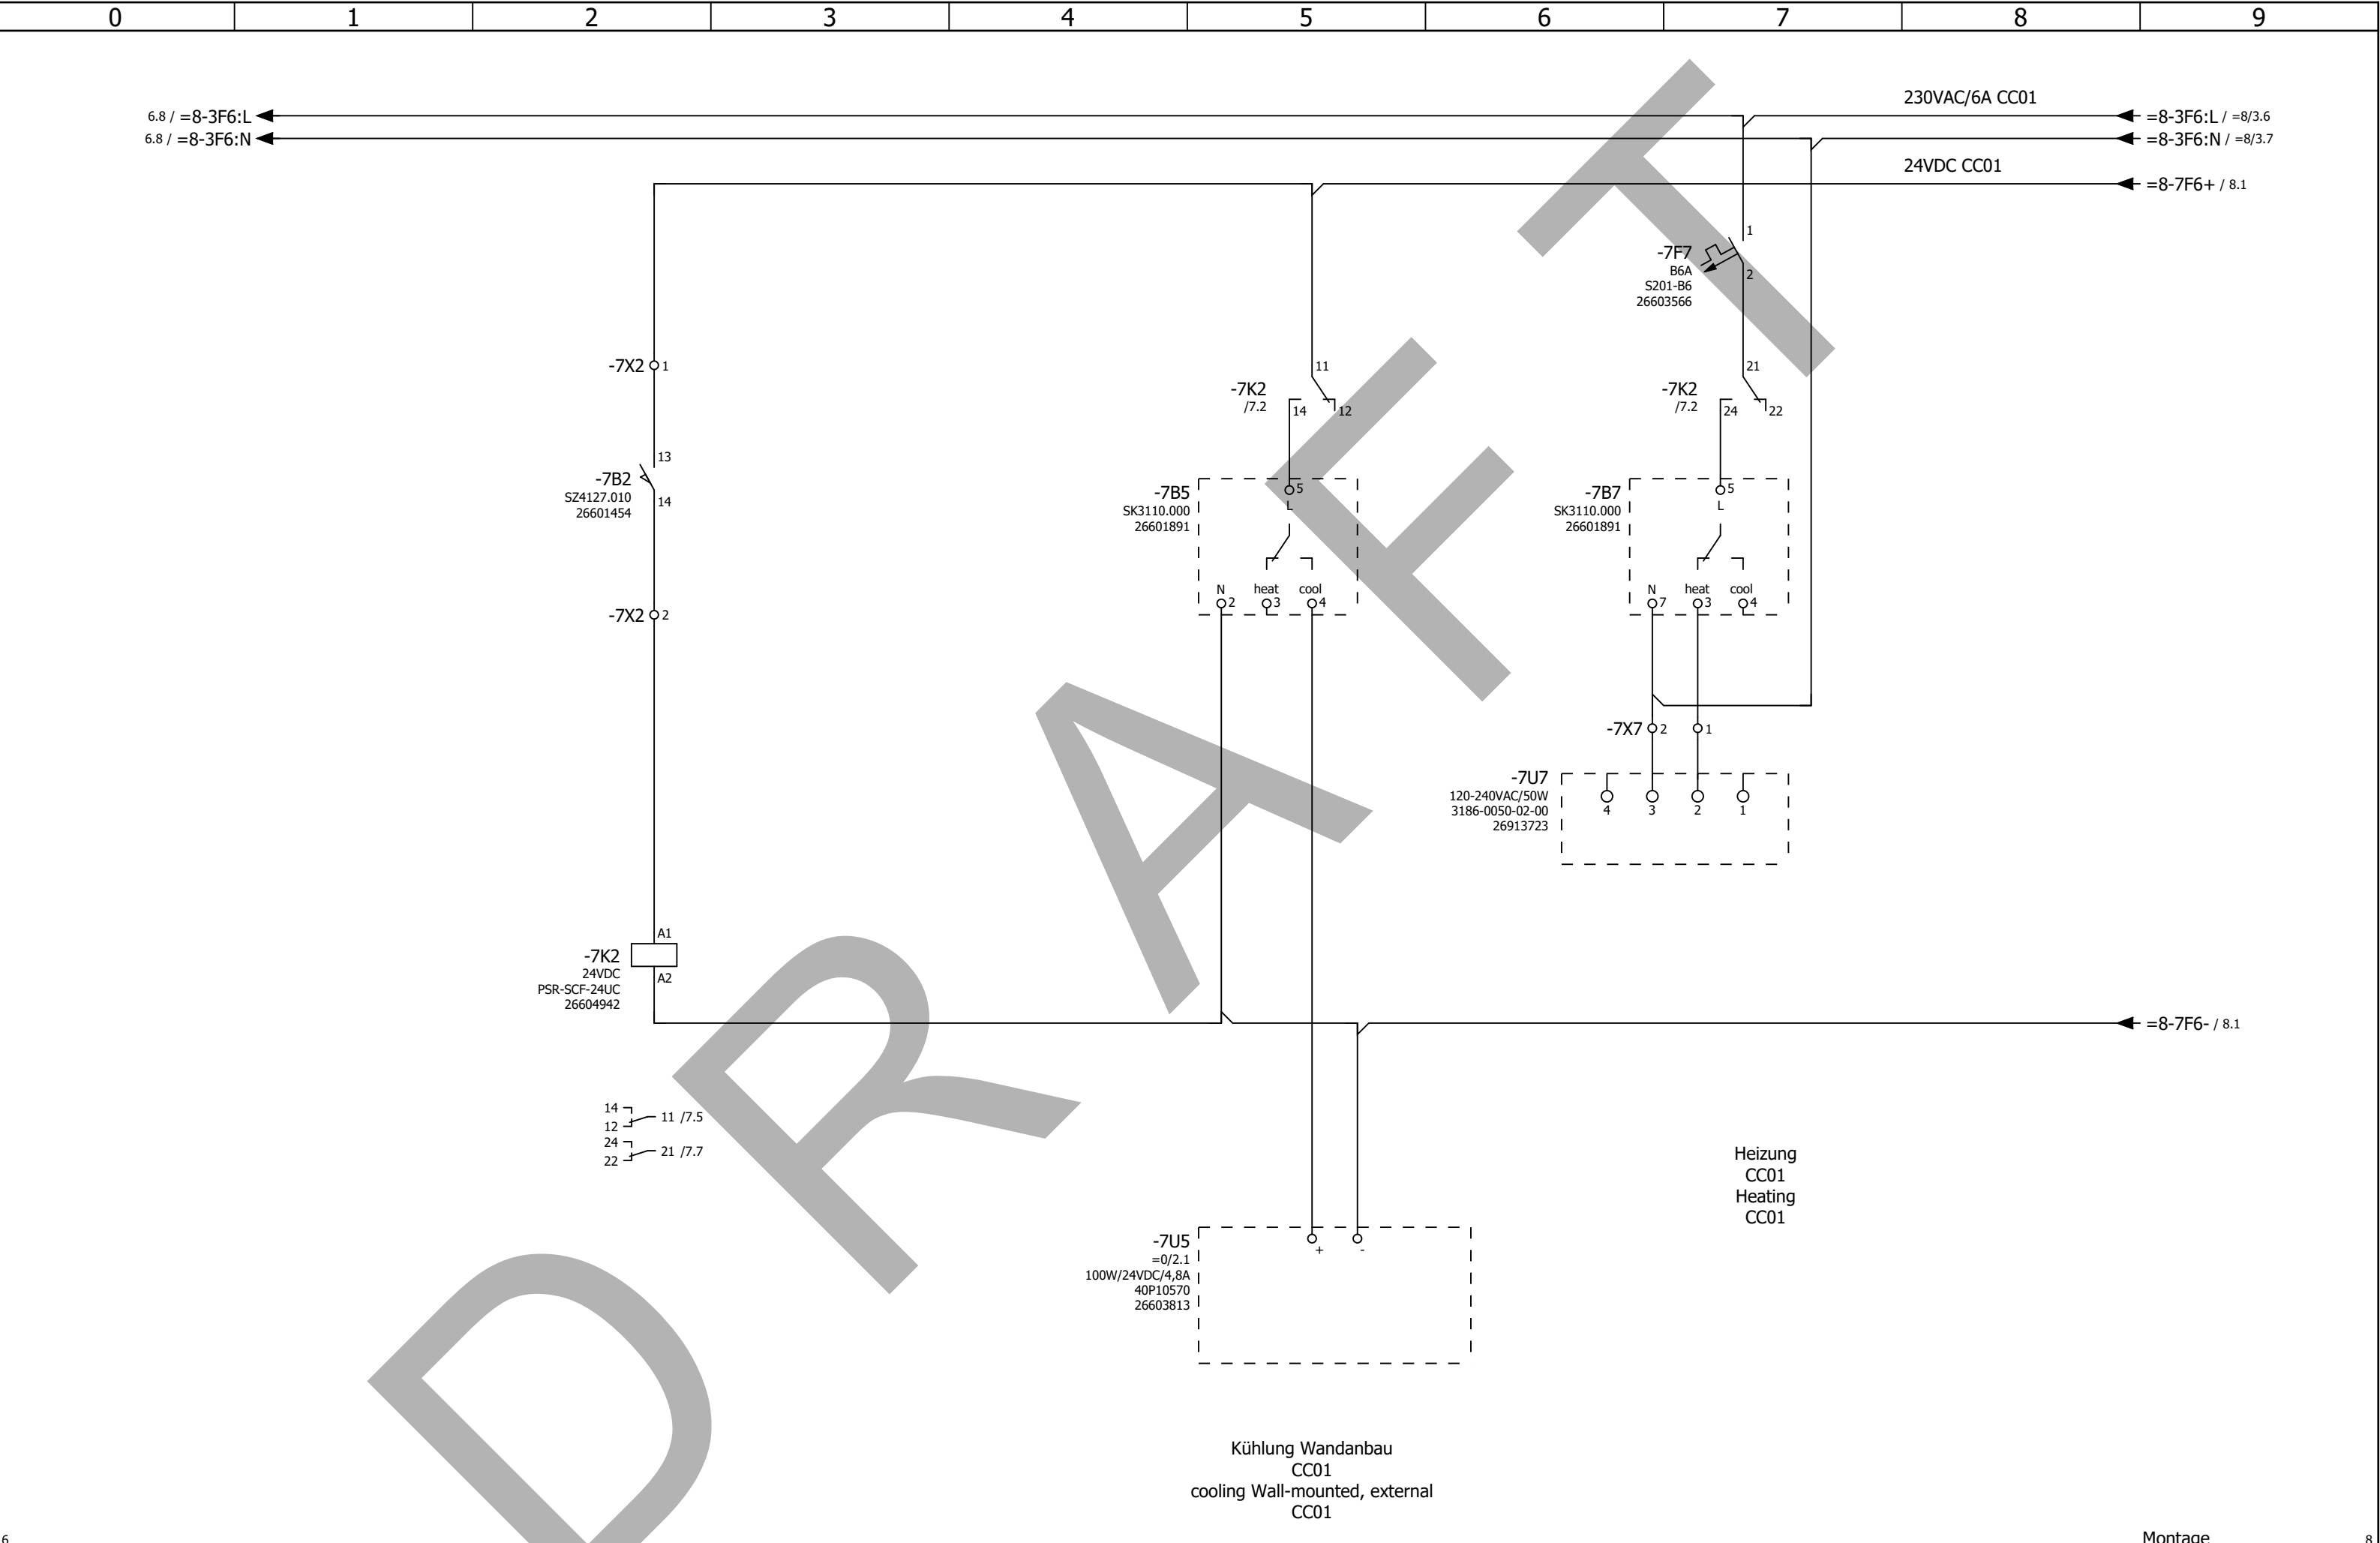 0 1 2 3 4 5 6 7 8 9
230VAC/6A CC01
6.8 / =8-3F6:L
=8-3F6:L / =8/3.6
6.8 / =8-3F6:N
=8-3F6:N / =8/3.7
24VDC CC01
=8-7F6+ / 8.1
1
-7F7
B6A
S201-B6
26603566
2
-7X2 1
11
-7K2
/7.2
14
12
21
-7K2
/7.2
24
22
13
-7B2
SZ4127.010
26601454
14
-7B5
SK3110.000
26601891
5
L
N
heat
cool
2
3
4
-7B7
SK3110.000
26601891
5
L
N
heat
cool
7
3
4
-7X2 2
-7X7 2
1
-7U7
120-240VAC/50W
3186-0050-02-00
26913723
4
3
2
1
A1
-7K2
24VDC
PSR-SCF-24UC
26604942
A2
=8-7F6- / 8.1
14
12
11 /7.5
24
22
21 /7.7
Heizung
CC01
Heating
CC01
-7U5
=0/2.1
100W/24VDC/4,8A
40P10570
26603813
+
-
Kühlung Wandanbau
CC01
cooling Wall-mounted, external
CC01
6
Montage
8
DRAFT